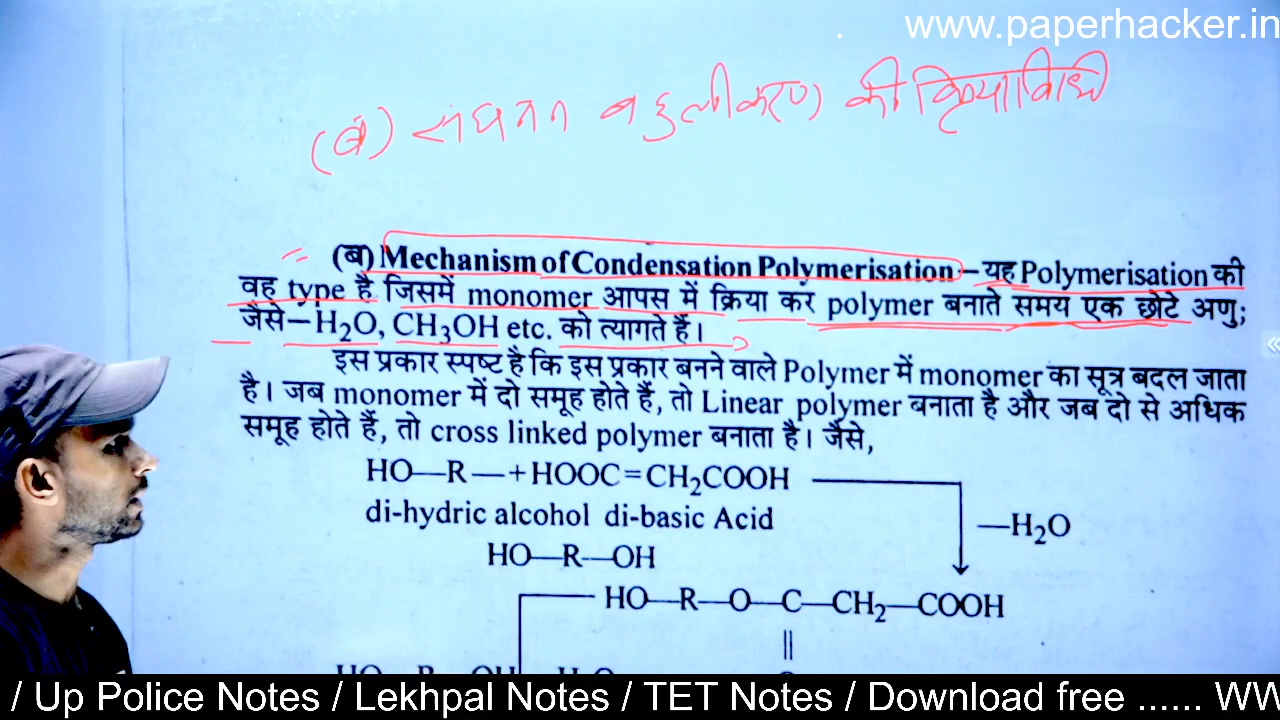 www.paperhacker.in
(ब) संघनन बहुलीकरण की क्रियाविधी
(ब) Mechanism of Condensation Polymerisation – यह Polymerisation की
वह type है जिसमें monomer आपस में क्रिया कर polymer बनाते समय एक छोटे अणु;
जैसे – H₂O, CH₃OH etc. को त्यागते हैं।
इस प्रकार स्पष्ट है कि इस प्रकार बनने वाले Polymer में monomer का सूत्र बदल जाता
है। जब monomer में दो समूह होते हैं, तो Linear polymer बनाता है और जब दो से अधिक
समूह होते हैं, तो cross linked polymer बनाता है। जैसे,
HO—R—+HOOC=CH₂COOH
di-hydric alcohol di-basic Acid
—H₂O
HO—R—OH
HO—R—O—C—CH₂—COOH
||
/ Up Police Notes / Lekhpal Notes / TET Notes / Download free ...... WW